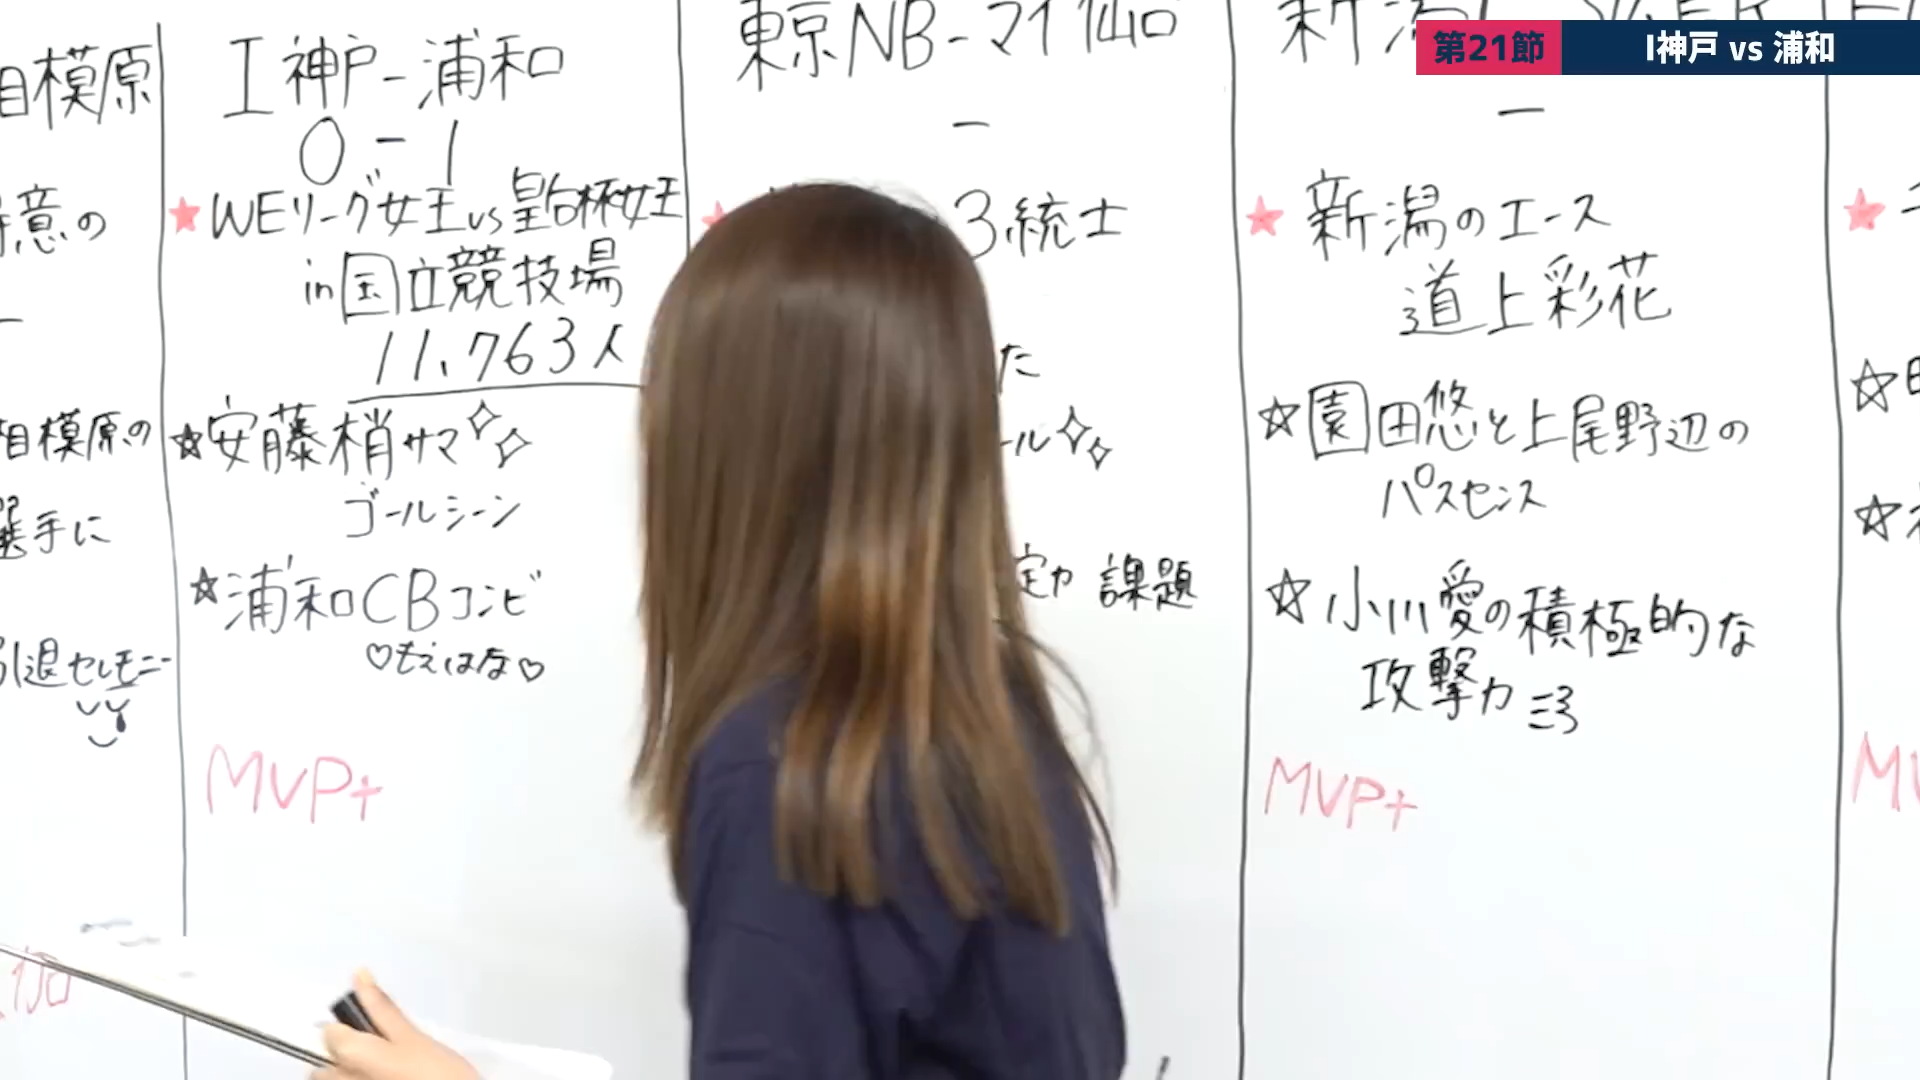 第21節
I神戸 vs 浦和
相模原
意の
相模原の
選手に
引退セレモニー
I神戸-浦和
0-1
★WEリーグ女王vs皇后杯女王
in国立競技場
11,763人
☆安藤梢サマ
ゴールシーン
☆浦和CBコンビ
♡もえはな♡
MVP+
東京NB-マイ仙台
-
★
3統士
た
ール
定力 課題
新潟
-
★新潟のエース
道上彩花
☆園田悠と上尾野辺の
パスセンス
☆小川愛の積極的な
攻撃力
MVP+
★
☆
☆
MV